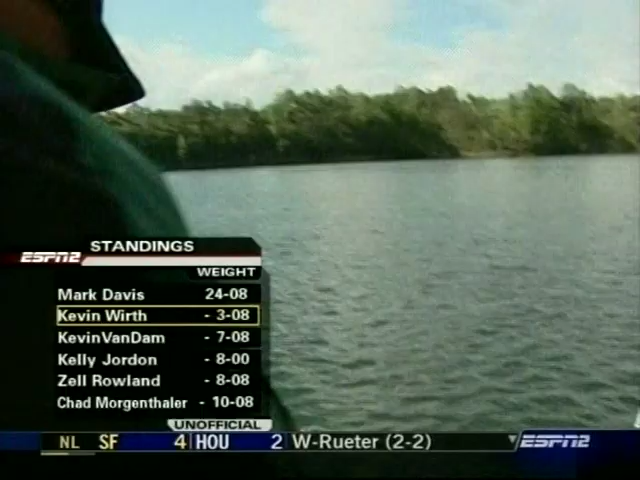 STANDINGS
ESPN2
WEIGHT
Mark Davis 24-08
Kevin Wirth - 3-08
KevinVanDam - 7-08
Kelly Jordon - 8-00
Zell Rowland - 8-08
Chad Morgenthaler - 10-08
UNOFFICIAL
NL SF 4 HOU 2 W-Rueter (2-2) ESPN2